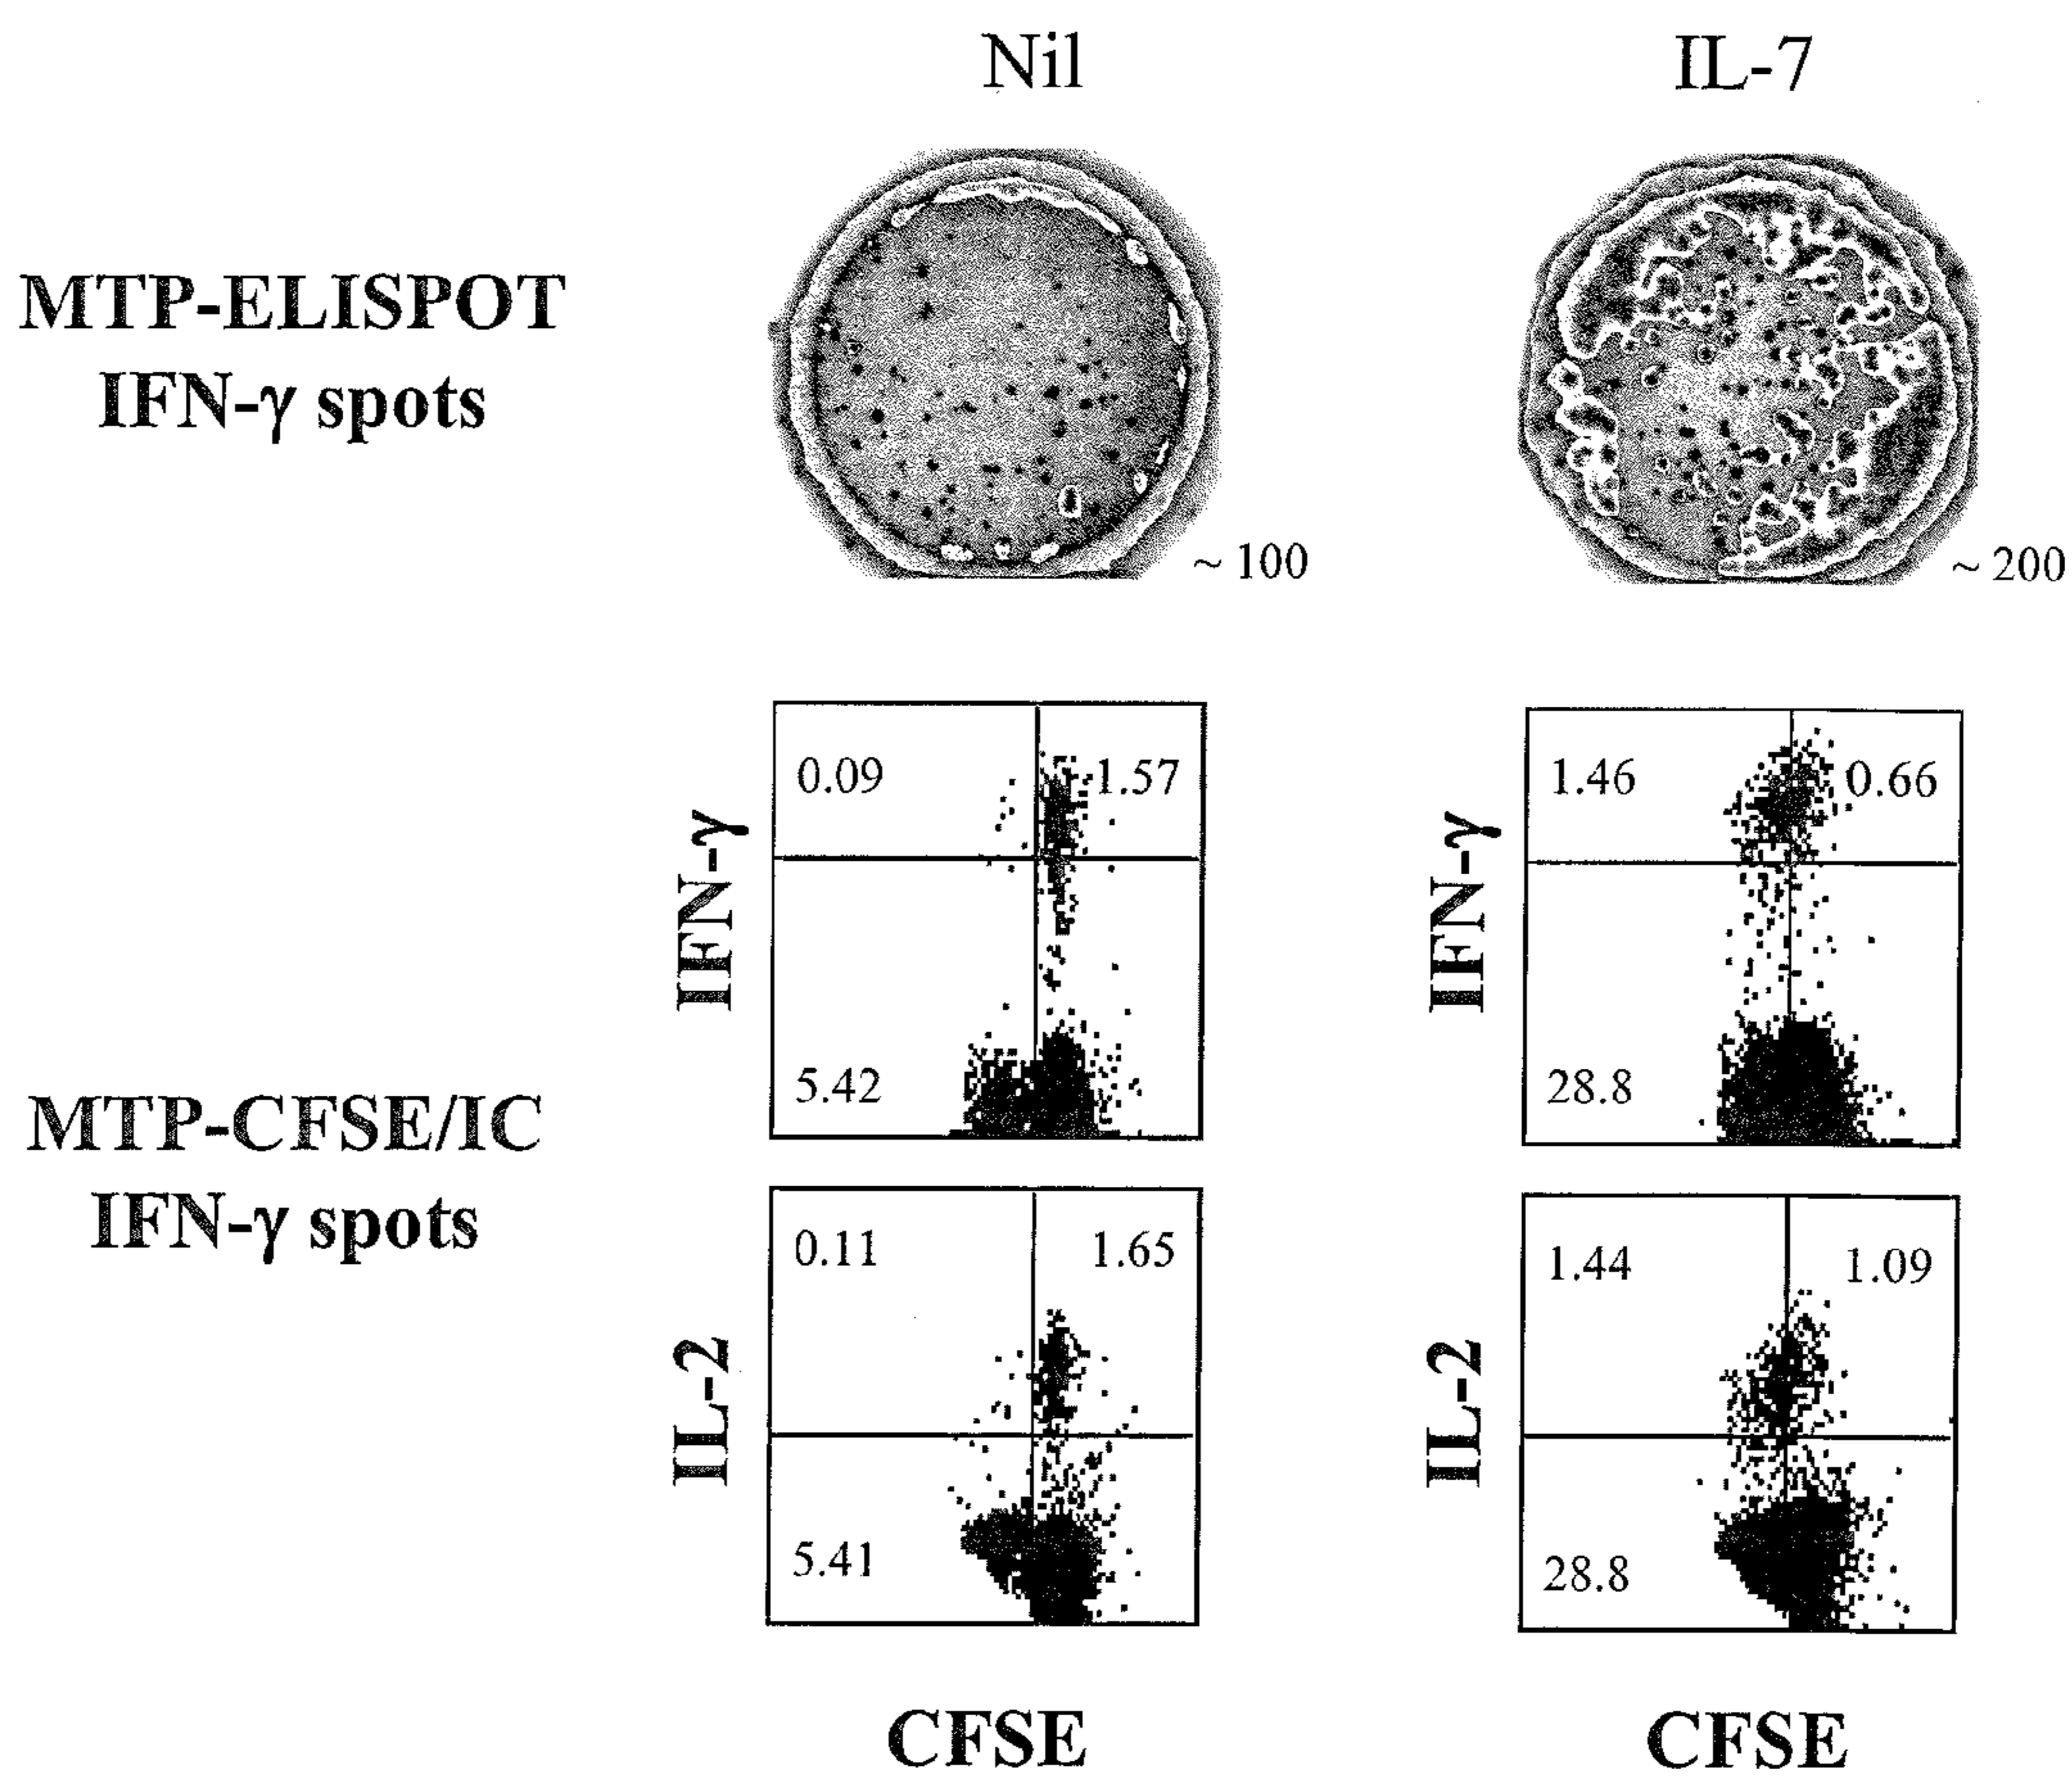 Nil
IL-7
MTP-ELISPOT
IFN-γ spots
~ 100
~ 200
IFN-γ
0.09
1.57
5.42
IFN-γ
1.46
0.66
28.8
MTP-CFSE/IC
IFN-γ spots
IL-2
0.11
1.65
5.41
IL-2
1.44
1.09
28.8
CFSE
CFSE